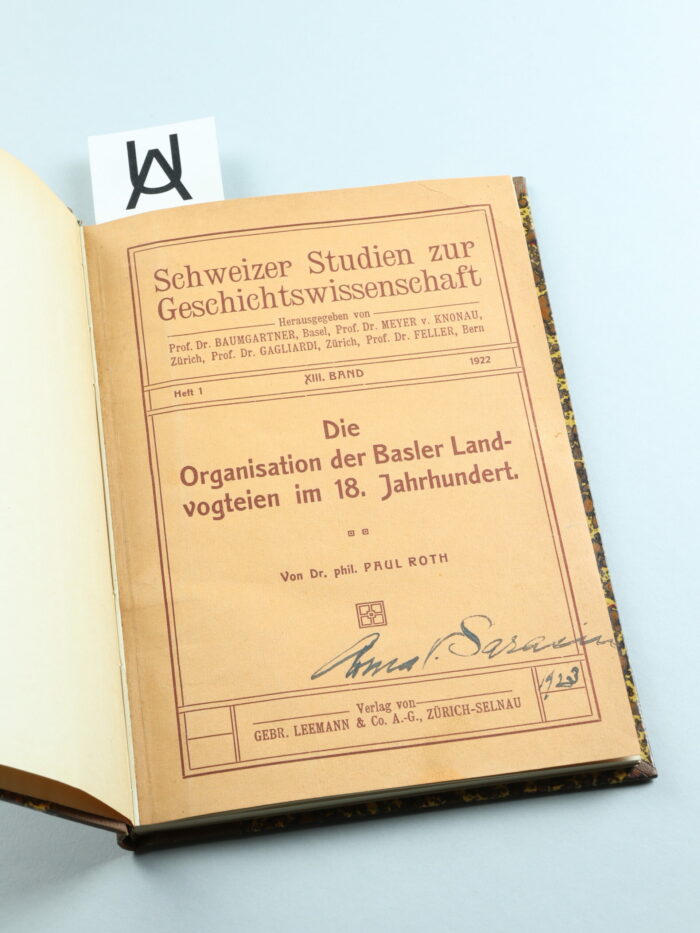 UA
Schweizer Studien zur
Geschichtswissenschaft
Herausgegeben von
Prof. Dr. BAUMGARTNER, Basel, Prof. Dr. MEYER v. KNONAU,
Zürich, Prof. Dr. GAGLIARDI, Zürich, Prof. Dr. FELLER, Bern
Heft 1 XIII. BAND 1922
Die
Organisation der Basler Land-
vogteien im 18. Jahrhundert.
Von Dr. phil. PAUL ROTH
Sarasin
1923
Verlag von
GEBR. LEEMANN & Co. A.-G., ZÜRICH-SELNAU